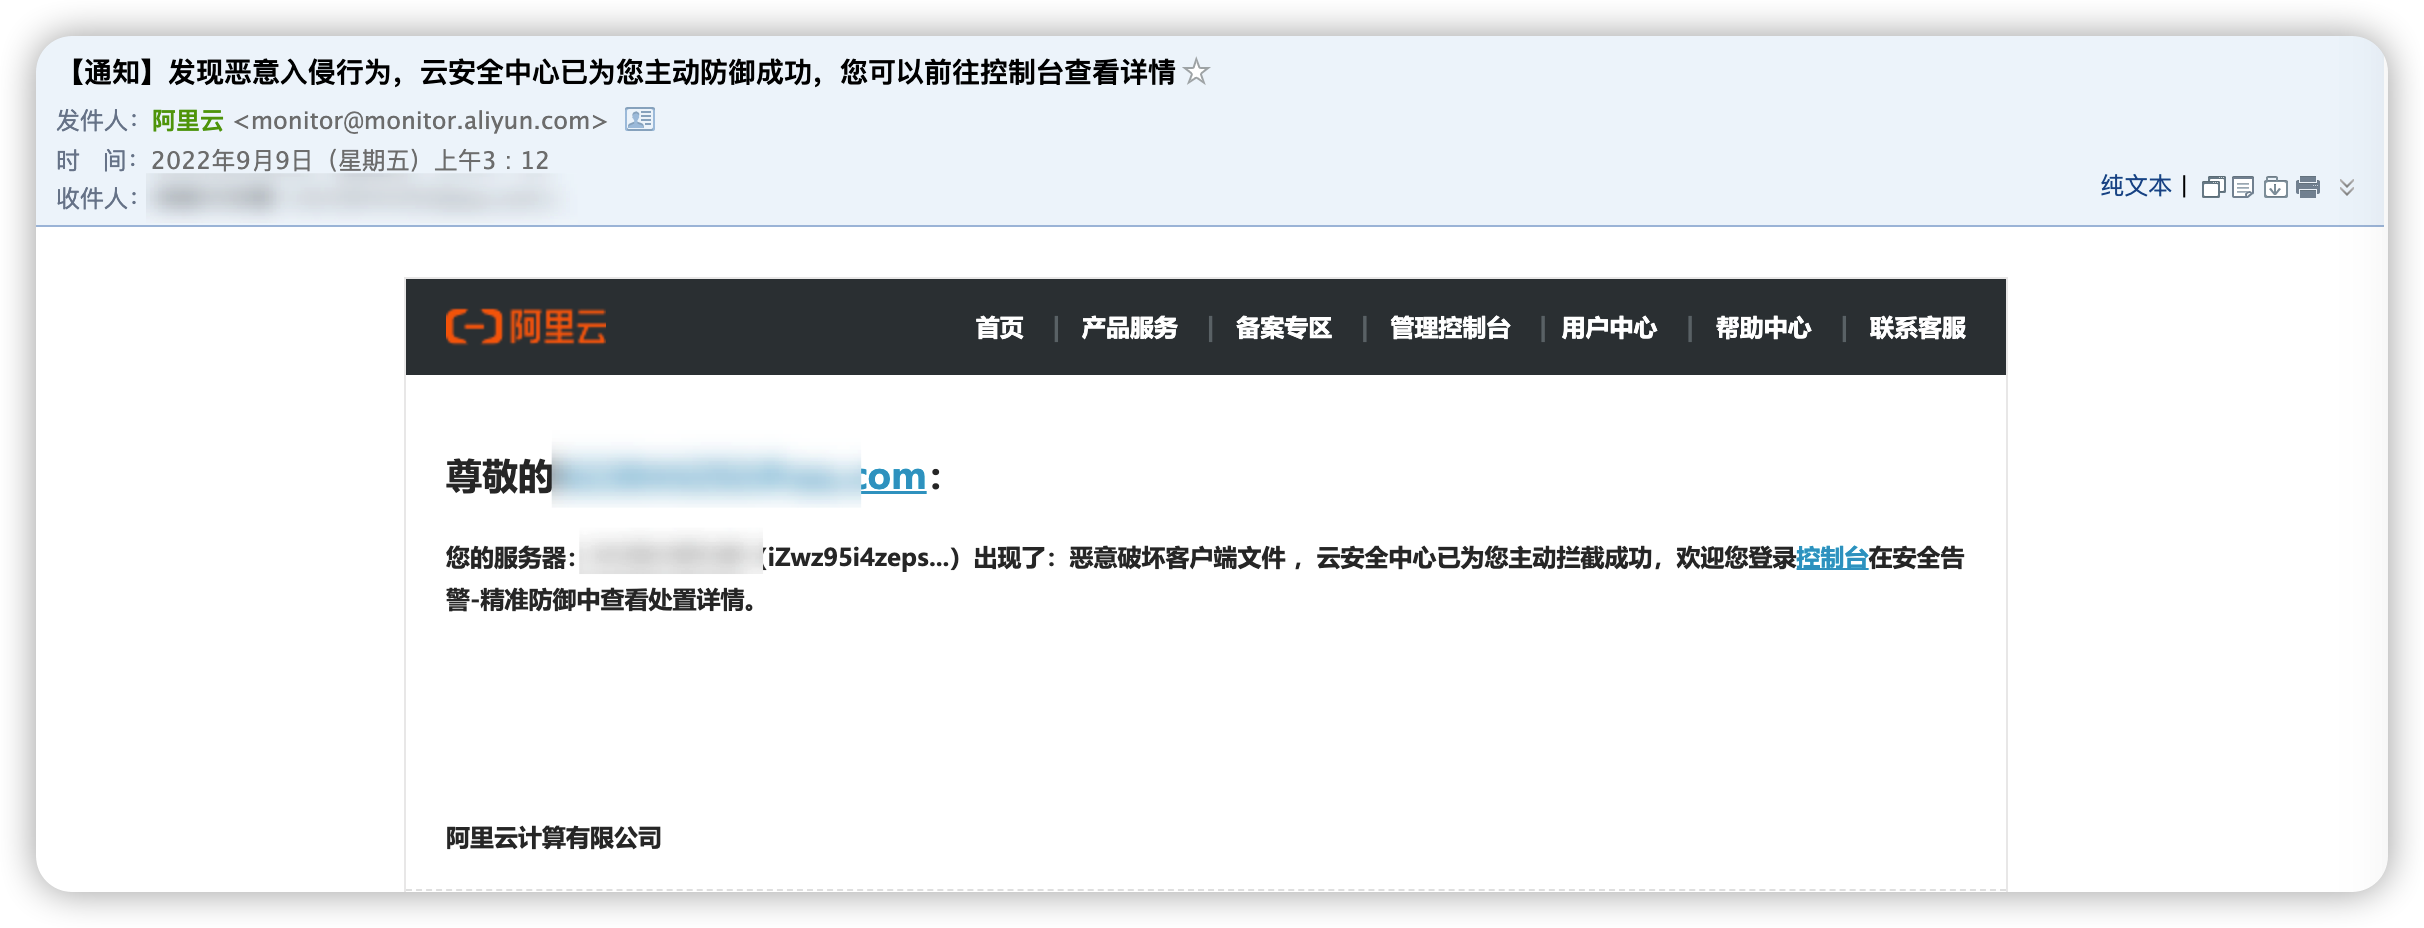 【通知】发现恶意入侵行为，云安全中心已为您主动防御成功，您可以前往控制台查看详情
发件人：阿里云 <monitor@monitor.aliyun.com>
时 间：2022年9月9日（星期五）上午3：12
收件人：
纯文本 |
阿里云 首页 | 产品服务 | 备案专区 | 管理控制台 | 用户中心 | 帮助中心 | 联系客服
尊敬的 .com：
您的服务器： （iZwz95i4zeps...）出现了：恶意破坏客户端文件 ，云安全中心已为您主动拦截成功，欢迎您登录控制台在安全告
警-精准防御中查看处置详情。
阿里云计算有限公司